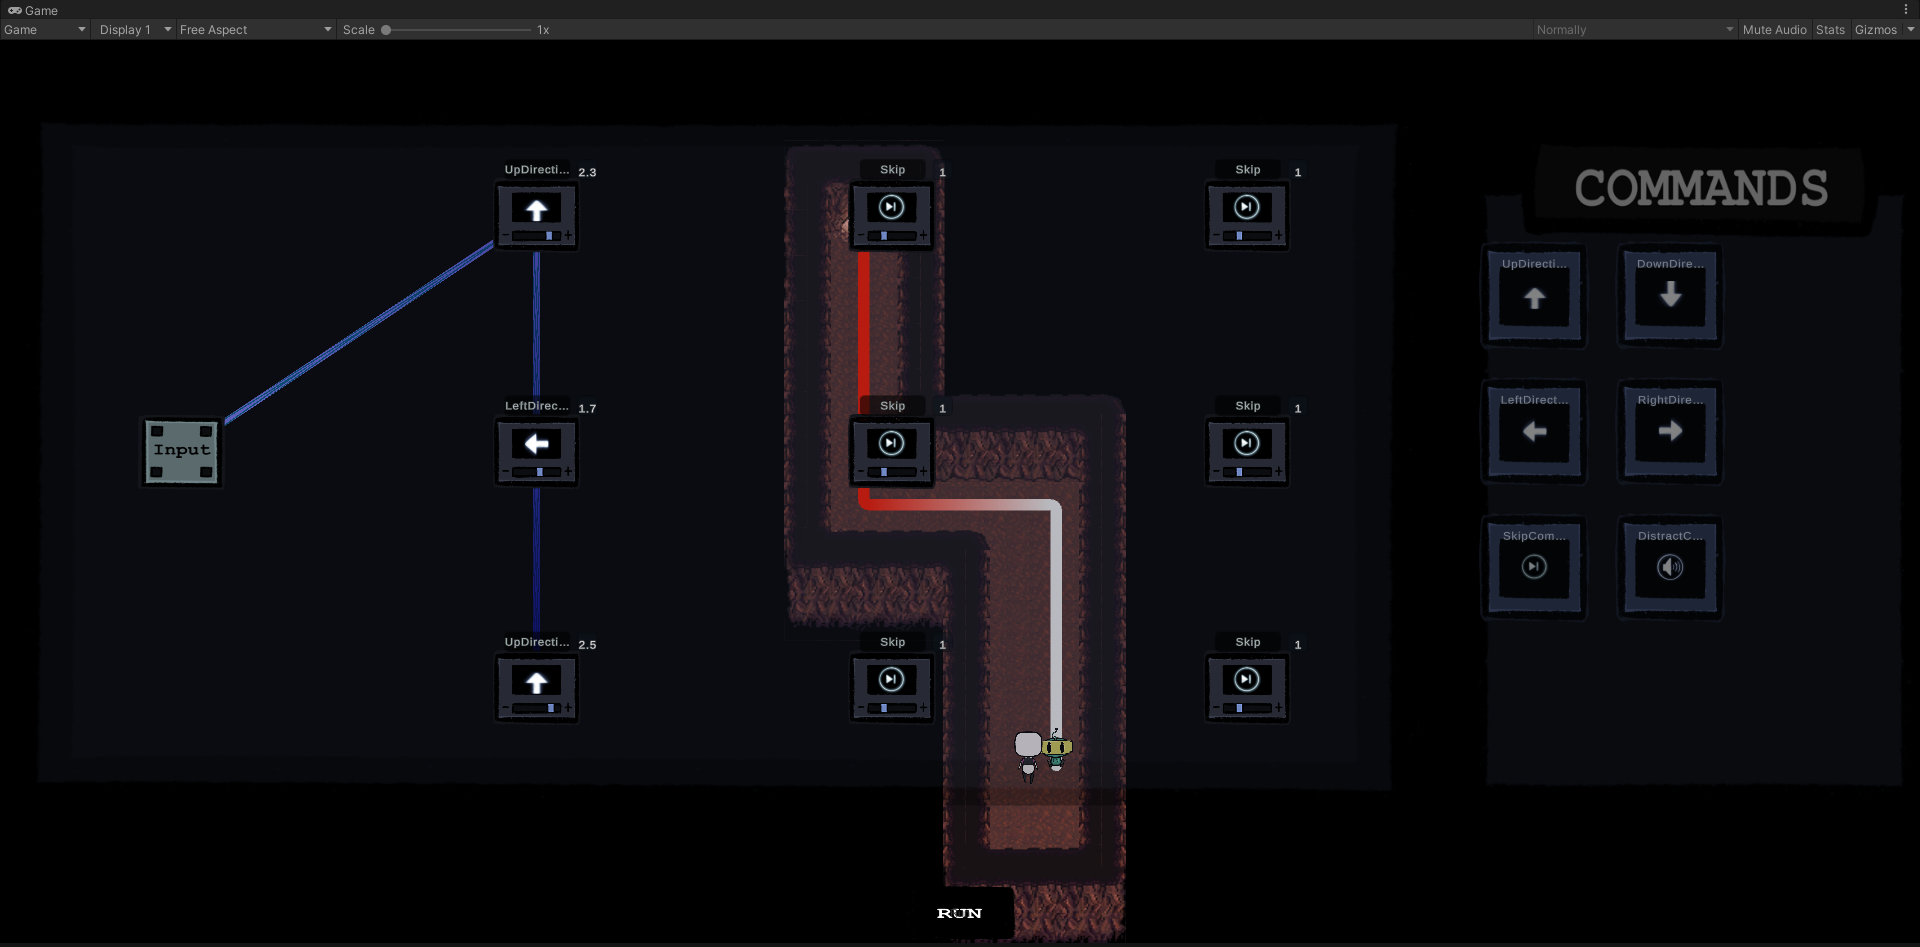 Game
Game Display 1 Free Aspect Scale 1x Normally Mute Audio Stats Gizmos
COMMANDS
UpDirecti... 2.3 Skip 1 Skip 1
- + - + - +
UpDirecti... DownDire...
LeftDirec... 1.7 Skip 1 Skip 1
- + - + - +
LeftDirect... RightDire...
Input
SkipCom... DistractC...
UpDirecti... 2.5 Skip 1 Skip 1
- + - + - +
RUN